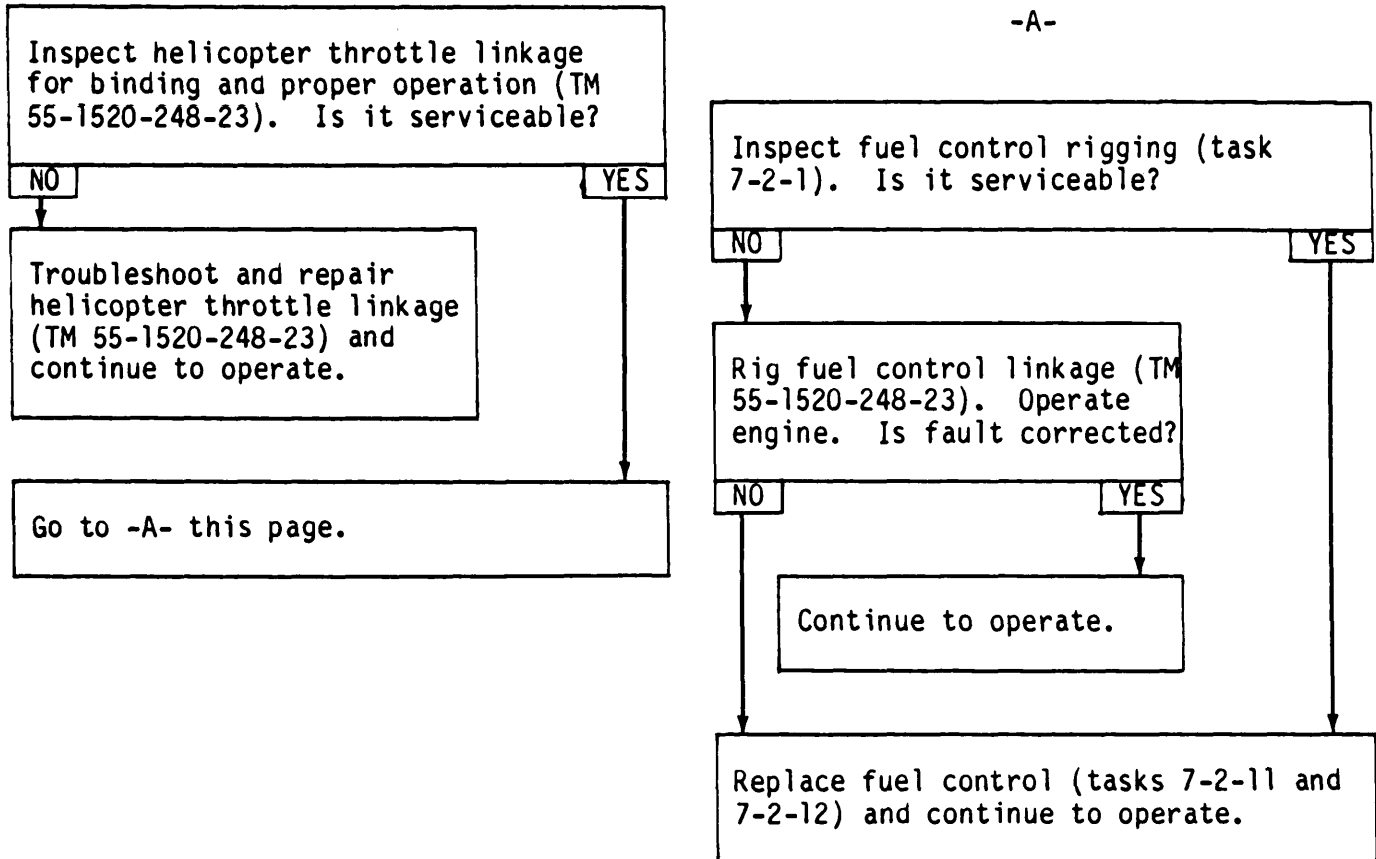 Inspect helicopter throttle linkage
for binding and proper operation (TM
55-1520-248-23). Is it serviceable?
NO
YES
Troubleshoot and repair
helicopter throttle linkage
(TM 55-1520-248-23) and
continue to operate.
Go to -A- this page.
-A-
Inspect fuel control rigging (task
7-2-1). Is it serviceable?
NO
YES
Rig fuel control linkage (TM
55-1520-248-23). Operate
engine. Is fault corrected?
NO
YES
Continue to operate.
Replace fuel control (tasks 7-2-11 and
7-2-12) and continue to operate.